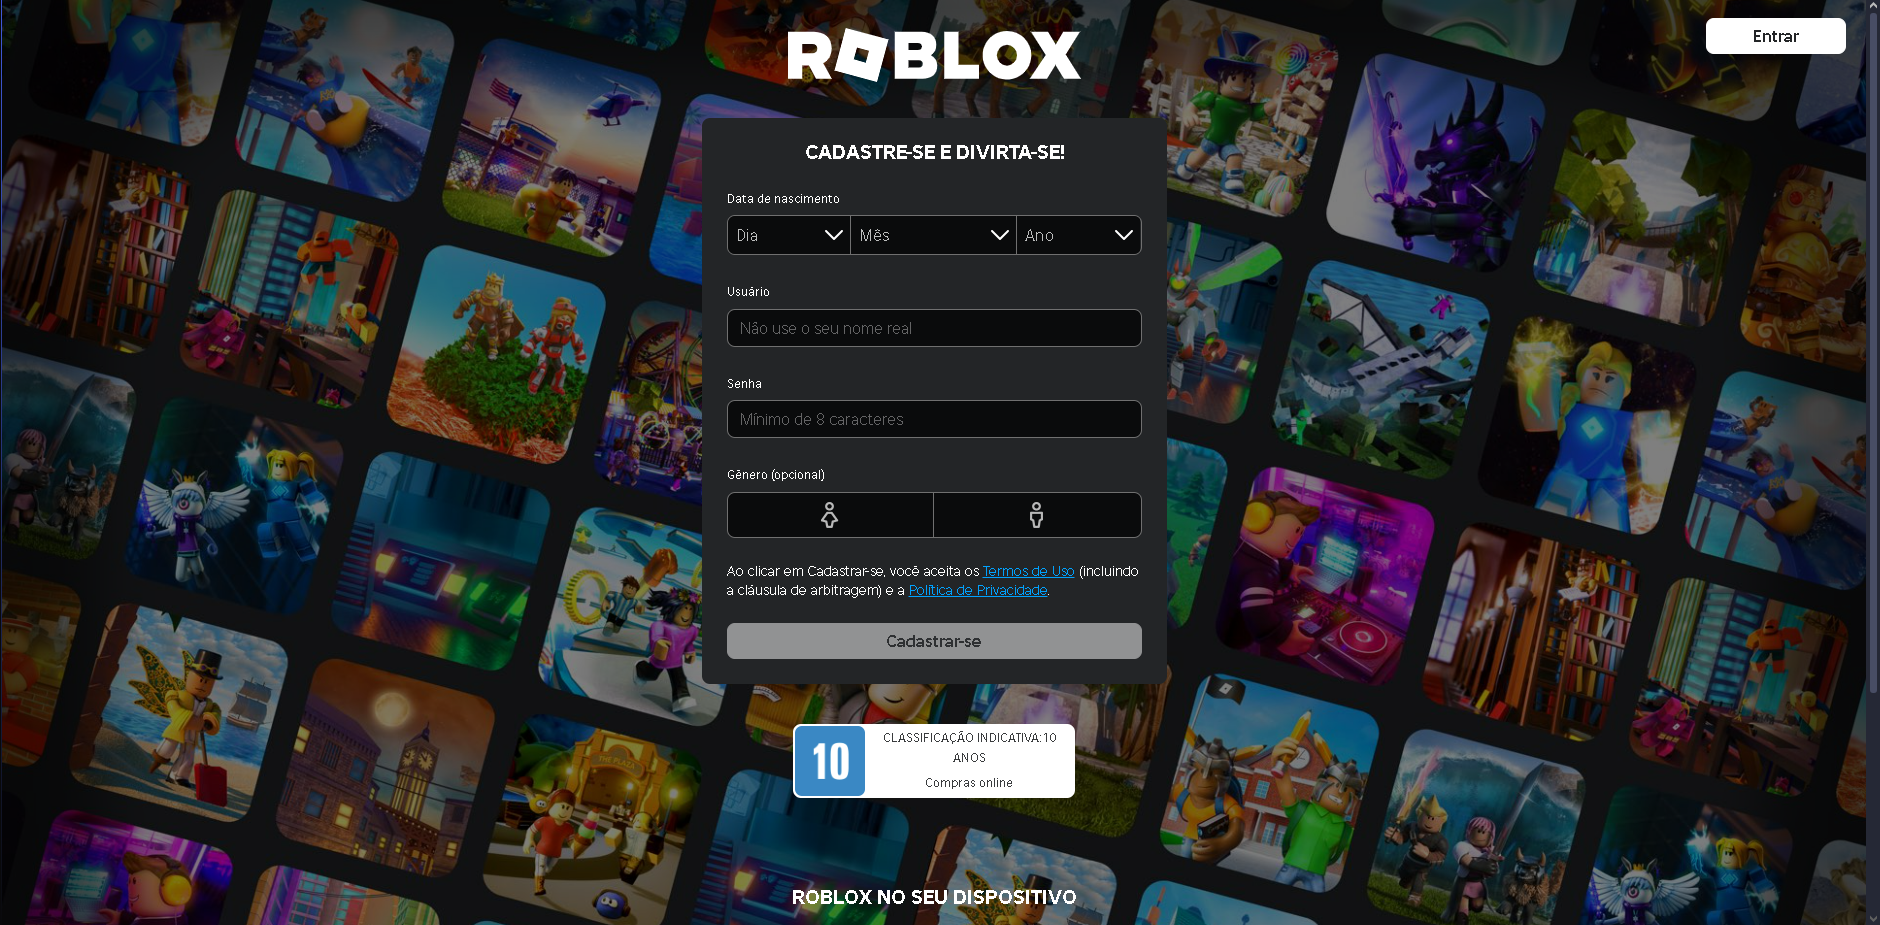 ROBLOX
Entrar
CADASTRE-SE E DIVIRTA-SE!
Data de nascimento
Dia
Mês
Ano
Usuário
Não use o seu nome real
Senha
Mínimo de 8 caracteres
Gênero (opcional)
Ao clicar em Cadastrar-se, você aceita os Termos de Uso (incluindo
a cláusula de arbitragem) e a Política de Privacidade.
Cadastrar-se
THE PLAZA
10
CLASSIFICAÇÃO INDICATIVA: 10
ANOS
Compras online
ROBLOX NO SEU DISPOSITIVO